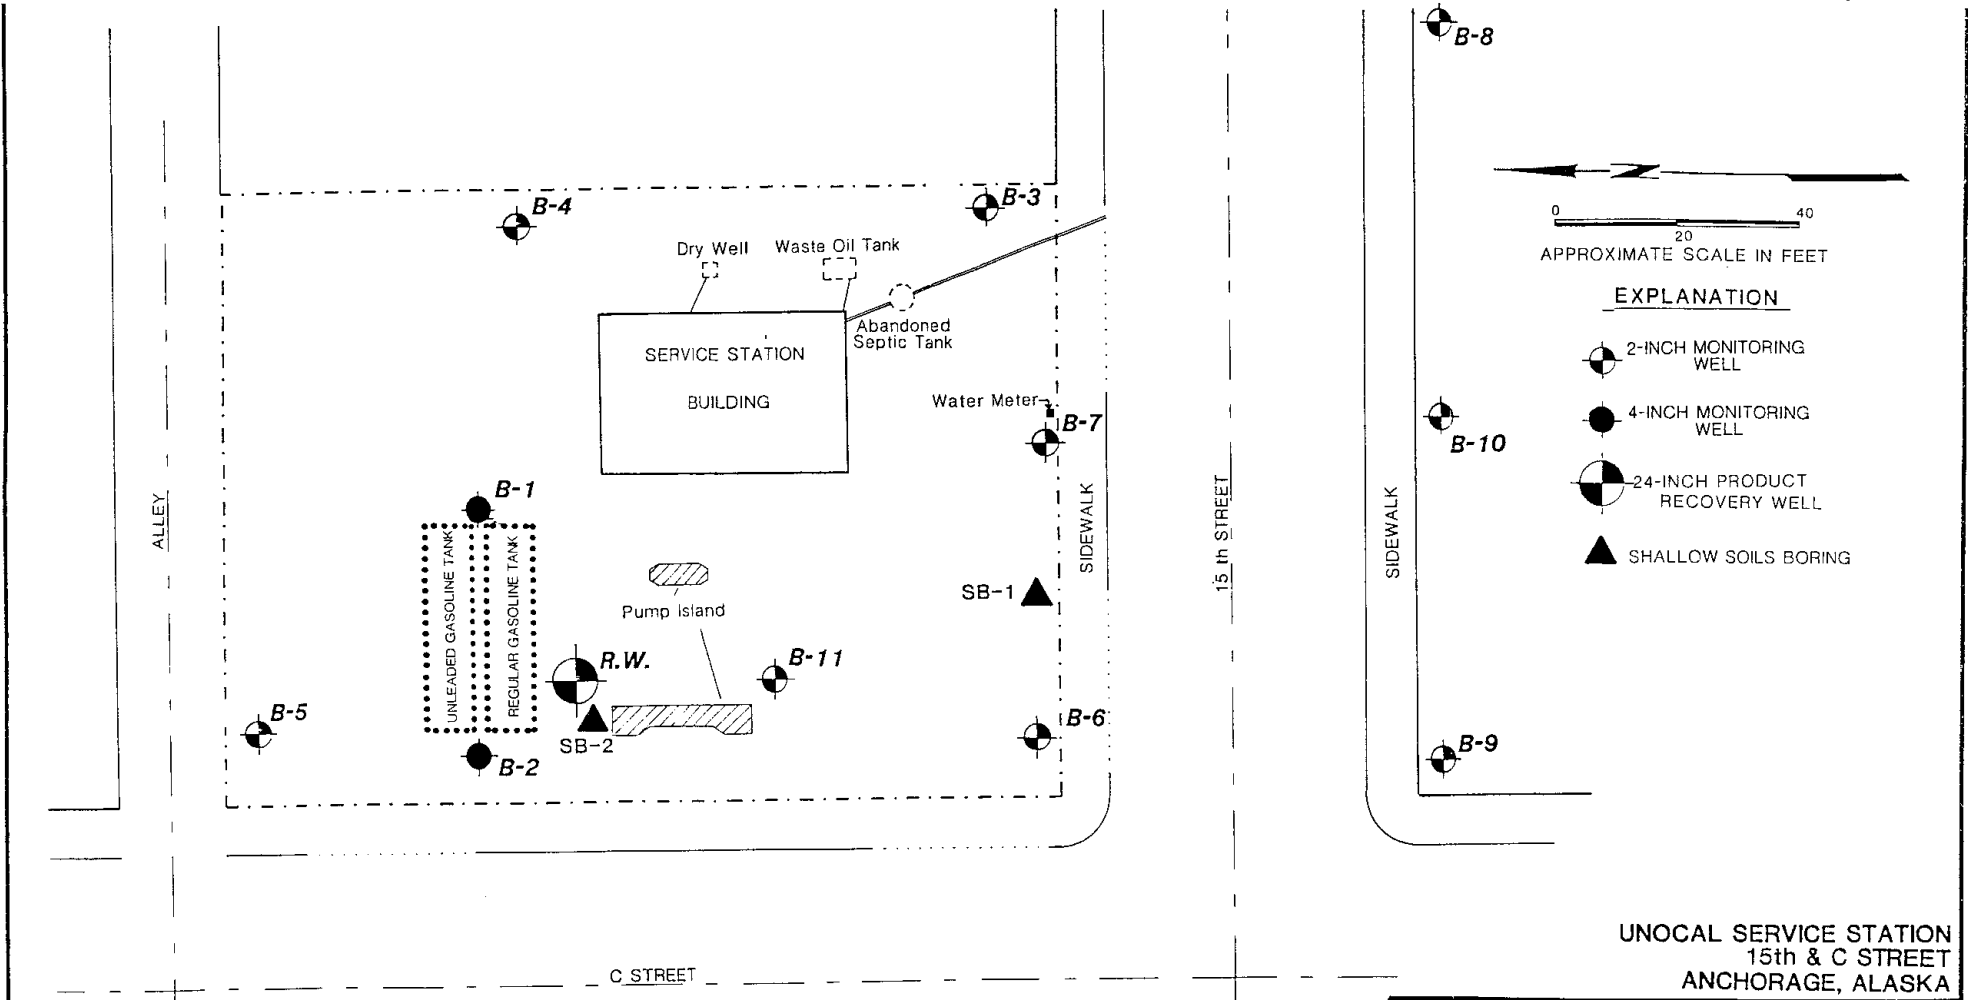 B-8
B-4
B-3
Dry Well
Waste Oil Tank
N
0
40
20
APPROXIMATE SCALE IN FEET
EXPLANATION
Abandoned
Septic Tank
SERVICE STATION
BUILDING
2-INCH MONITORING
WELL
Water Meter
B-7
B-10
4-INCH MONITORING
WELL
24-INCH PRODUCT
RECOVERY WELL
SHALLOW SOILS BORING
B-1
ALLEY
UNLEADED GASOLINE TANK
REGULAR GASOLINE TANK
SIDEWALK
15 th STREET
SIDEWALK
Pump Island
SB-1
R.W.
B-11
B-5
SB-2
B-2
B-6
B-9
C STREET
UNOCAL SERVICE STATION
15th & C STREET
ANCHORAGE, ALASKA